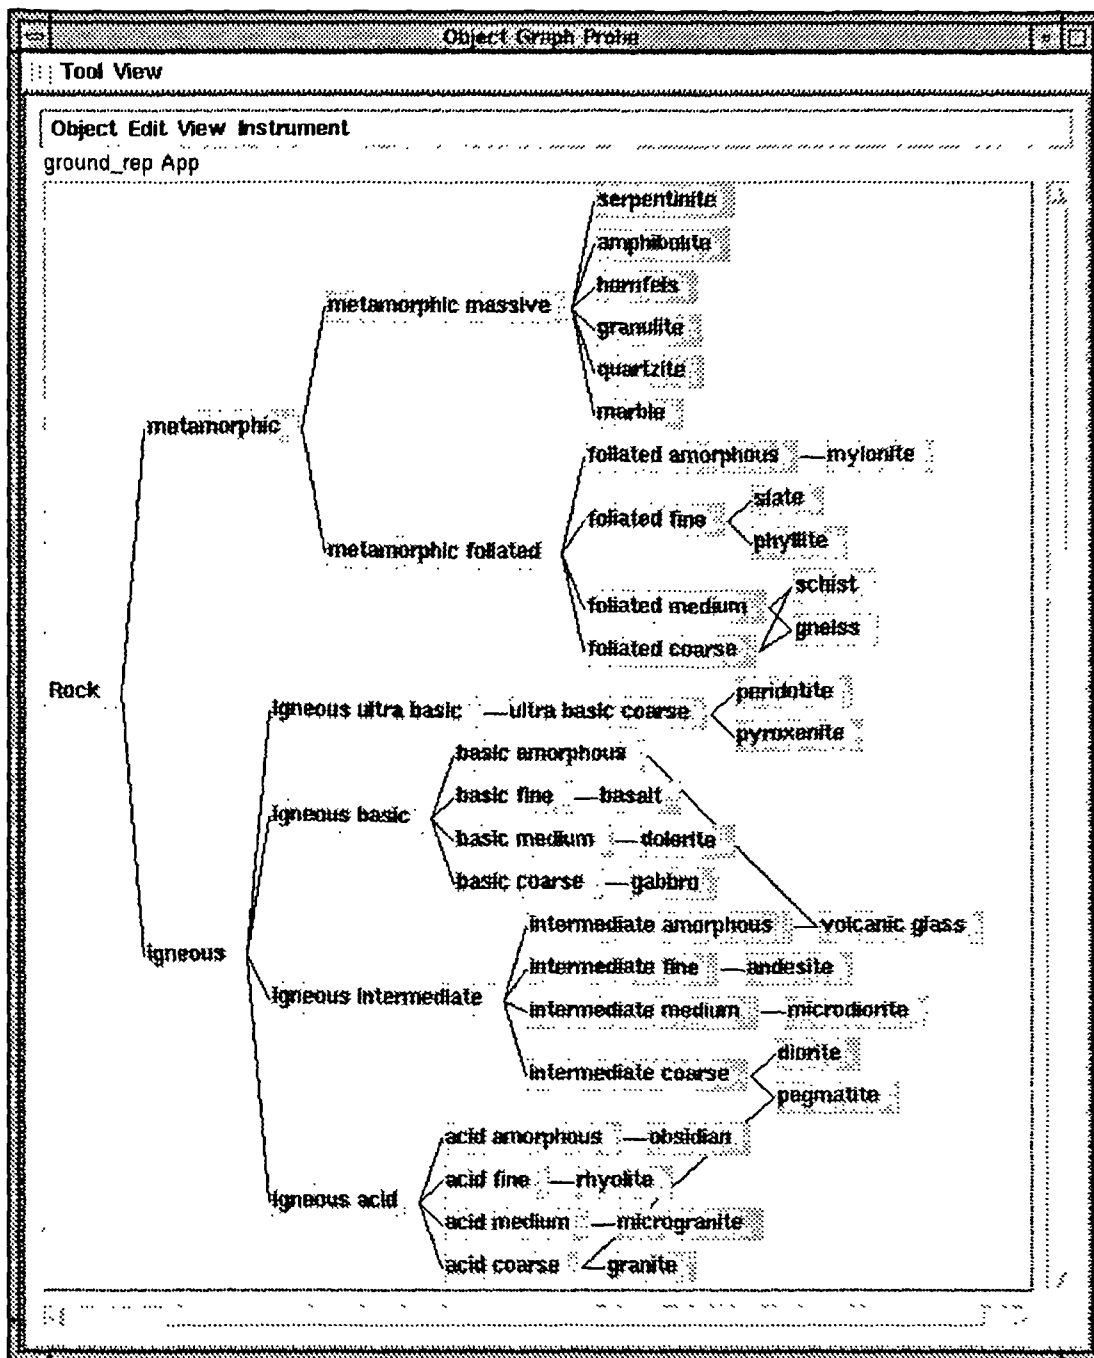 Object Graph Probe
Tool View
Object Edit View Instrument
ground_rep App
serpentinite
amphibolite
hornfels
metamorphic massive
granulite
quartzite
marble
metamorphic
foliated amorphous mylonite
slate
foliated fine
phyllite
metamorphic foliated
schist
foliated medium
gneiss
foliated coarse
Rock
peridotite
igneous ultra basic ultra basic coarse
pyroxenite
basic amorphous
basic fine basalt
igneous basic
basic medium dolerite
basic coarse gabbro
intermediate amorphous volcanic glass
igneous
intermediate fine andesite
igneous intermediate
intermediate medium microdiorite
diorite
intermediate coarse
pegmatite
acid amorphous obsidian
acid fine rhyolite
igneous acid
acid medium microgranite
acid coarse granite